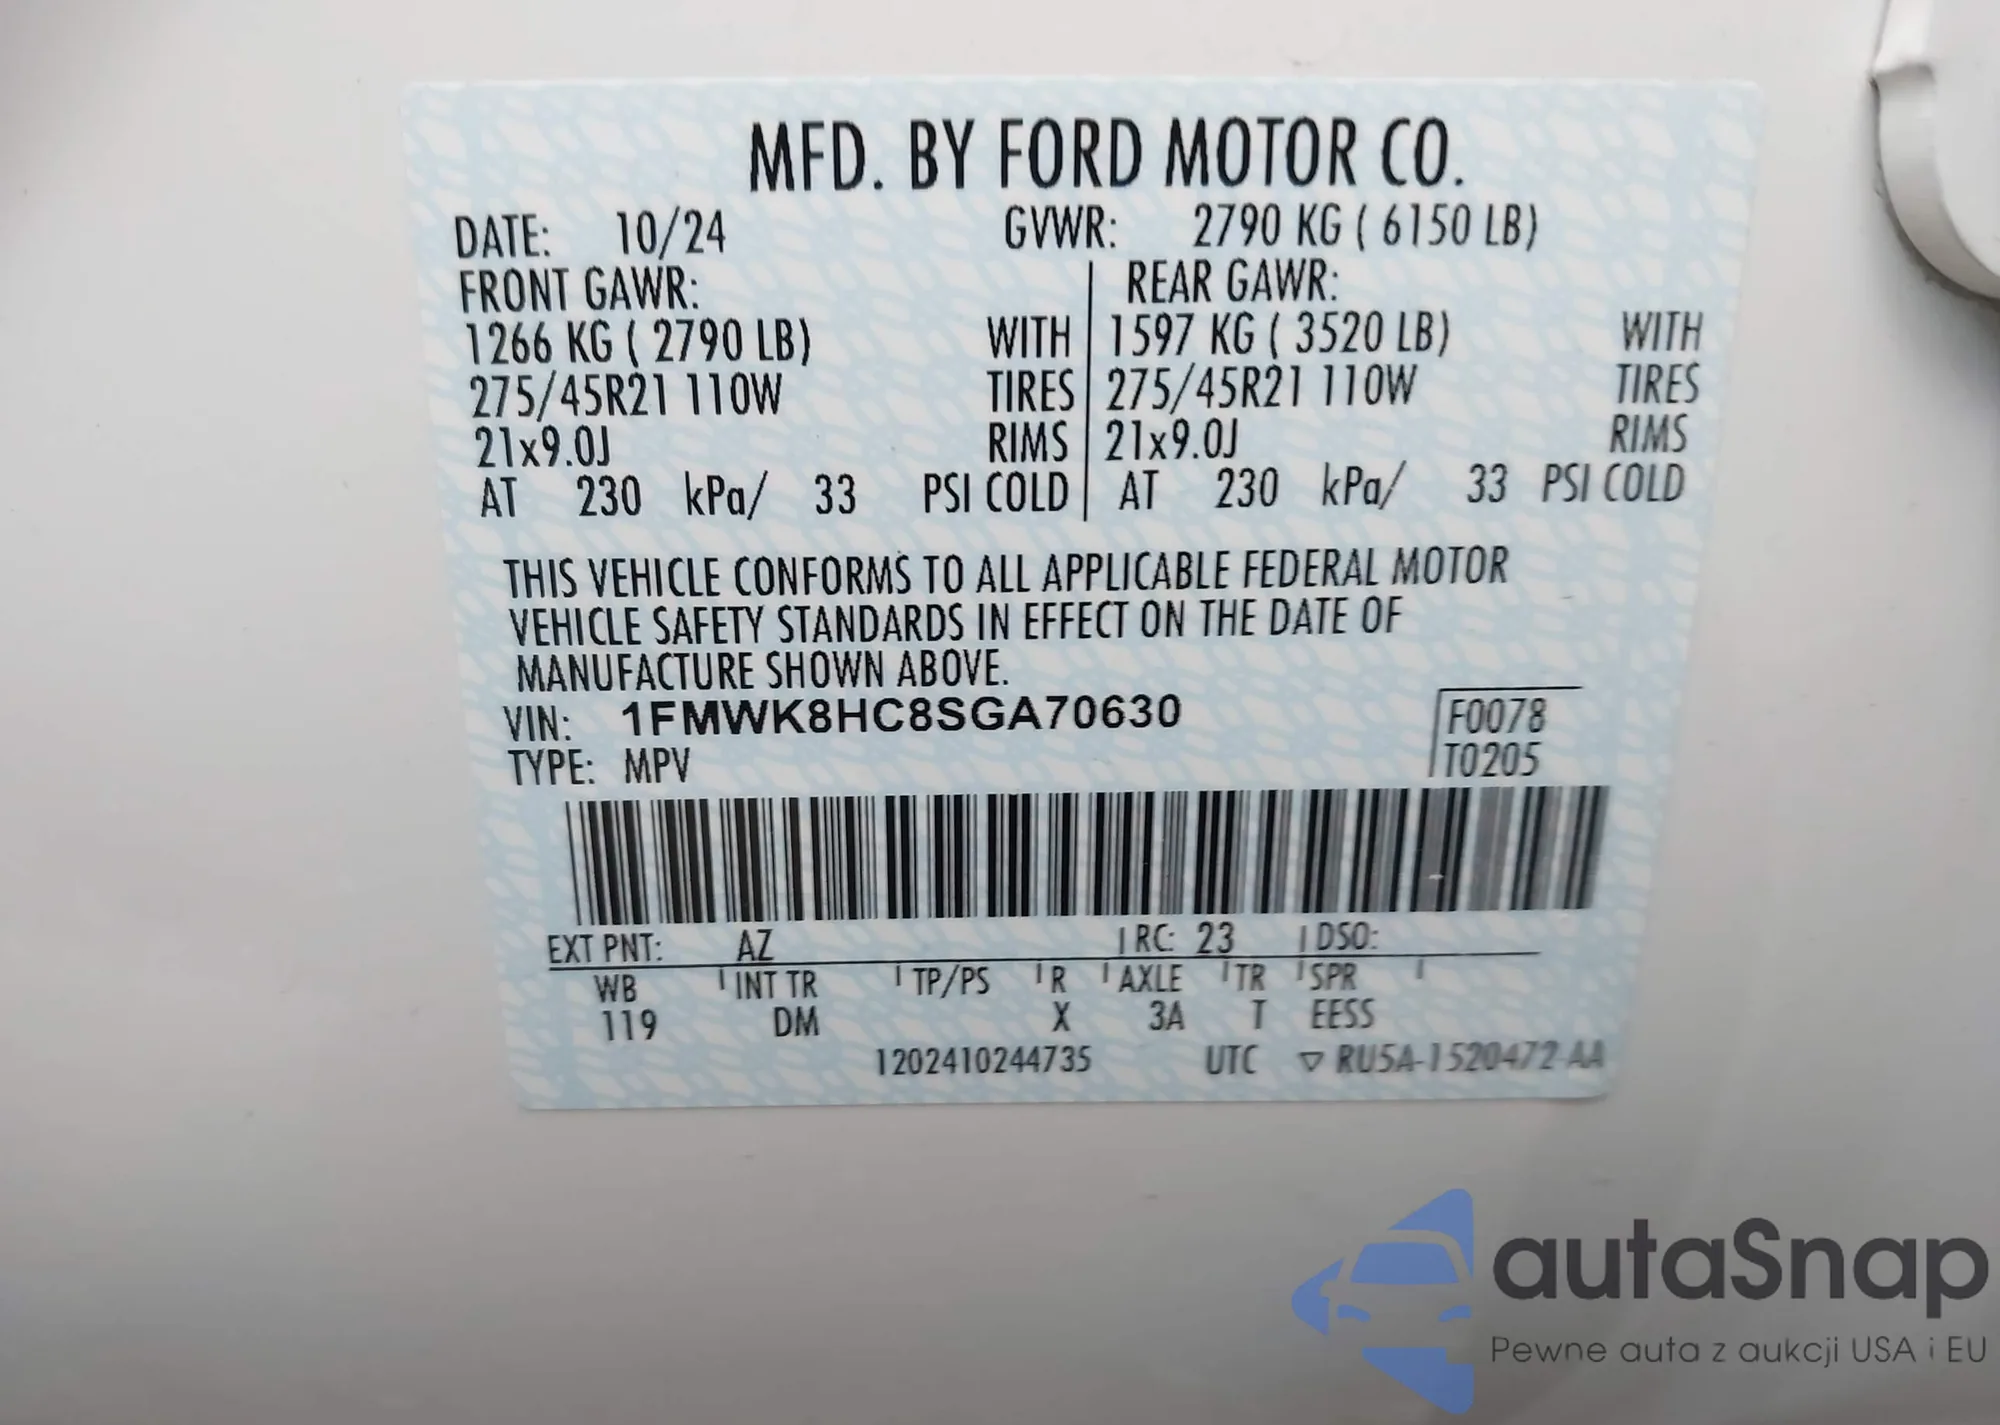 MFD. BY FORD MOTOR CO.
DATE: 10/24 GVWR: 2790 KG ( 6150 LB)
FRONT GAWR: REAR GAWR:
1266 KG ( 2790 LB) WITH 1597 KG ( 3520 LB) WITH
275/45R21 110W TIRES 275/45R21 110W TIRES
21x9.0J RIMS 21x9.0J RIMS
AT 230 kPa/ 33 PSI COLD AT 230 kPa/ 33 PSI COLD
THIS VEHICLE CONFORMS TO ALL APPLICABLE FEDERAL MOTOR
VEHICLE SAFETY STANDARDS IN EFFECT ON THE DATE OF
MANUFACTURE SHOWN ABOVE.
VIN: 1FMWK8HC8SGA70630 F0078
TYPE: MPV T0205
EXT PNT: AZ RC: 23 DSO:
WB INT TR TP/PS R AXLE TR SPR
119 DM X 3A T EESS
1202410244735 UTC ▽ RU5A-1520472-AA
autaSnap
Pewne auta z aukcji USA i EU